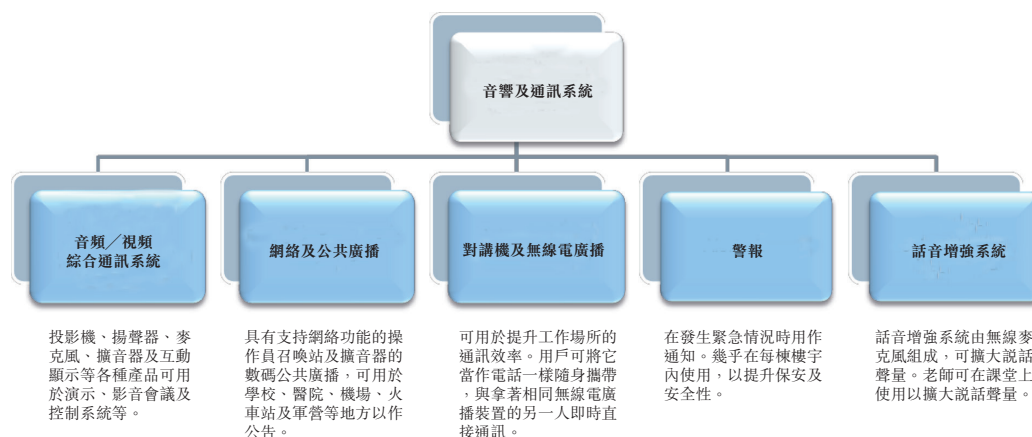 音響及通訊系統
音頻╱視頻
綜合通訊系統
投影機、揚聲器、麥
克風、擴音器及互動
顯示等各種產品可用
於演示、影音會議及
控制系統等。
網絡及公共廣播
具有支持網絡功能的操
作員召喚站及擴音器的
數碼公共廣播，可用於
學校、醫院、機場、火
車站及軍營等地方以作
公告。
對講機及無線電廣播
可用於提升工作場所的
通訊效率。用戶可將它
當作電話一樣隨身攜帶
，與拿著相同無線電廣
播裝置的另一人即時直
接通訊。
警報
在發生緊急情況時用作
通知。幾乎在每棟樓宇
內使用，以提升保安及
安全性。
話音增強系統
話音增強系統由無線麥
克風組成，可擴大説話
聲量。老師可在課堂上
使用以擴大説話聲量。